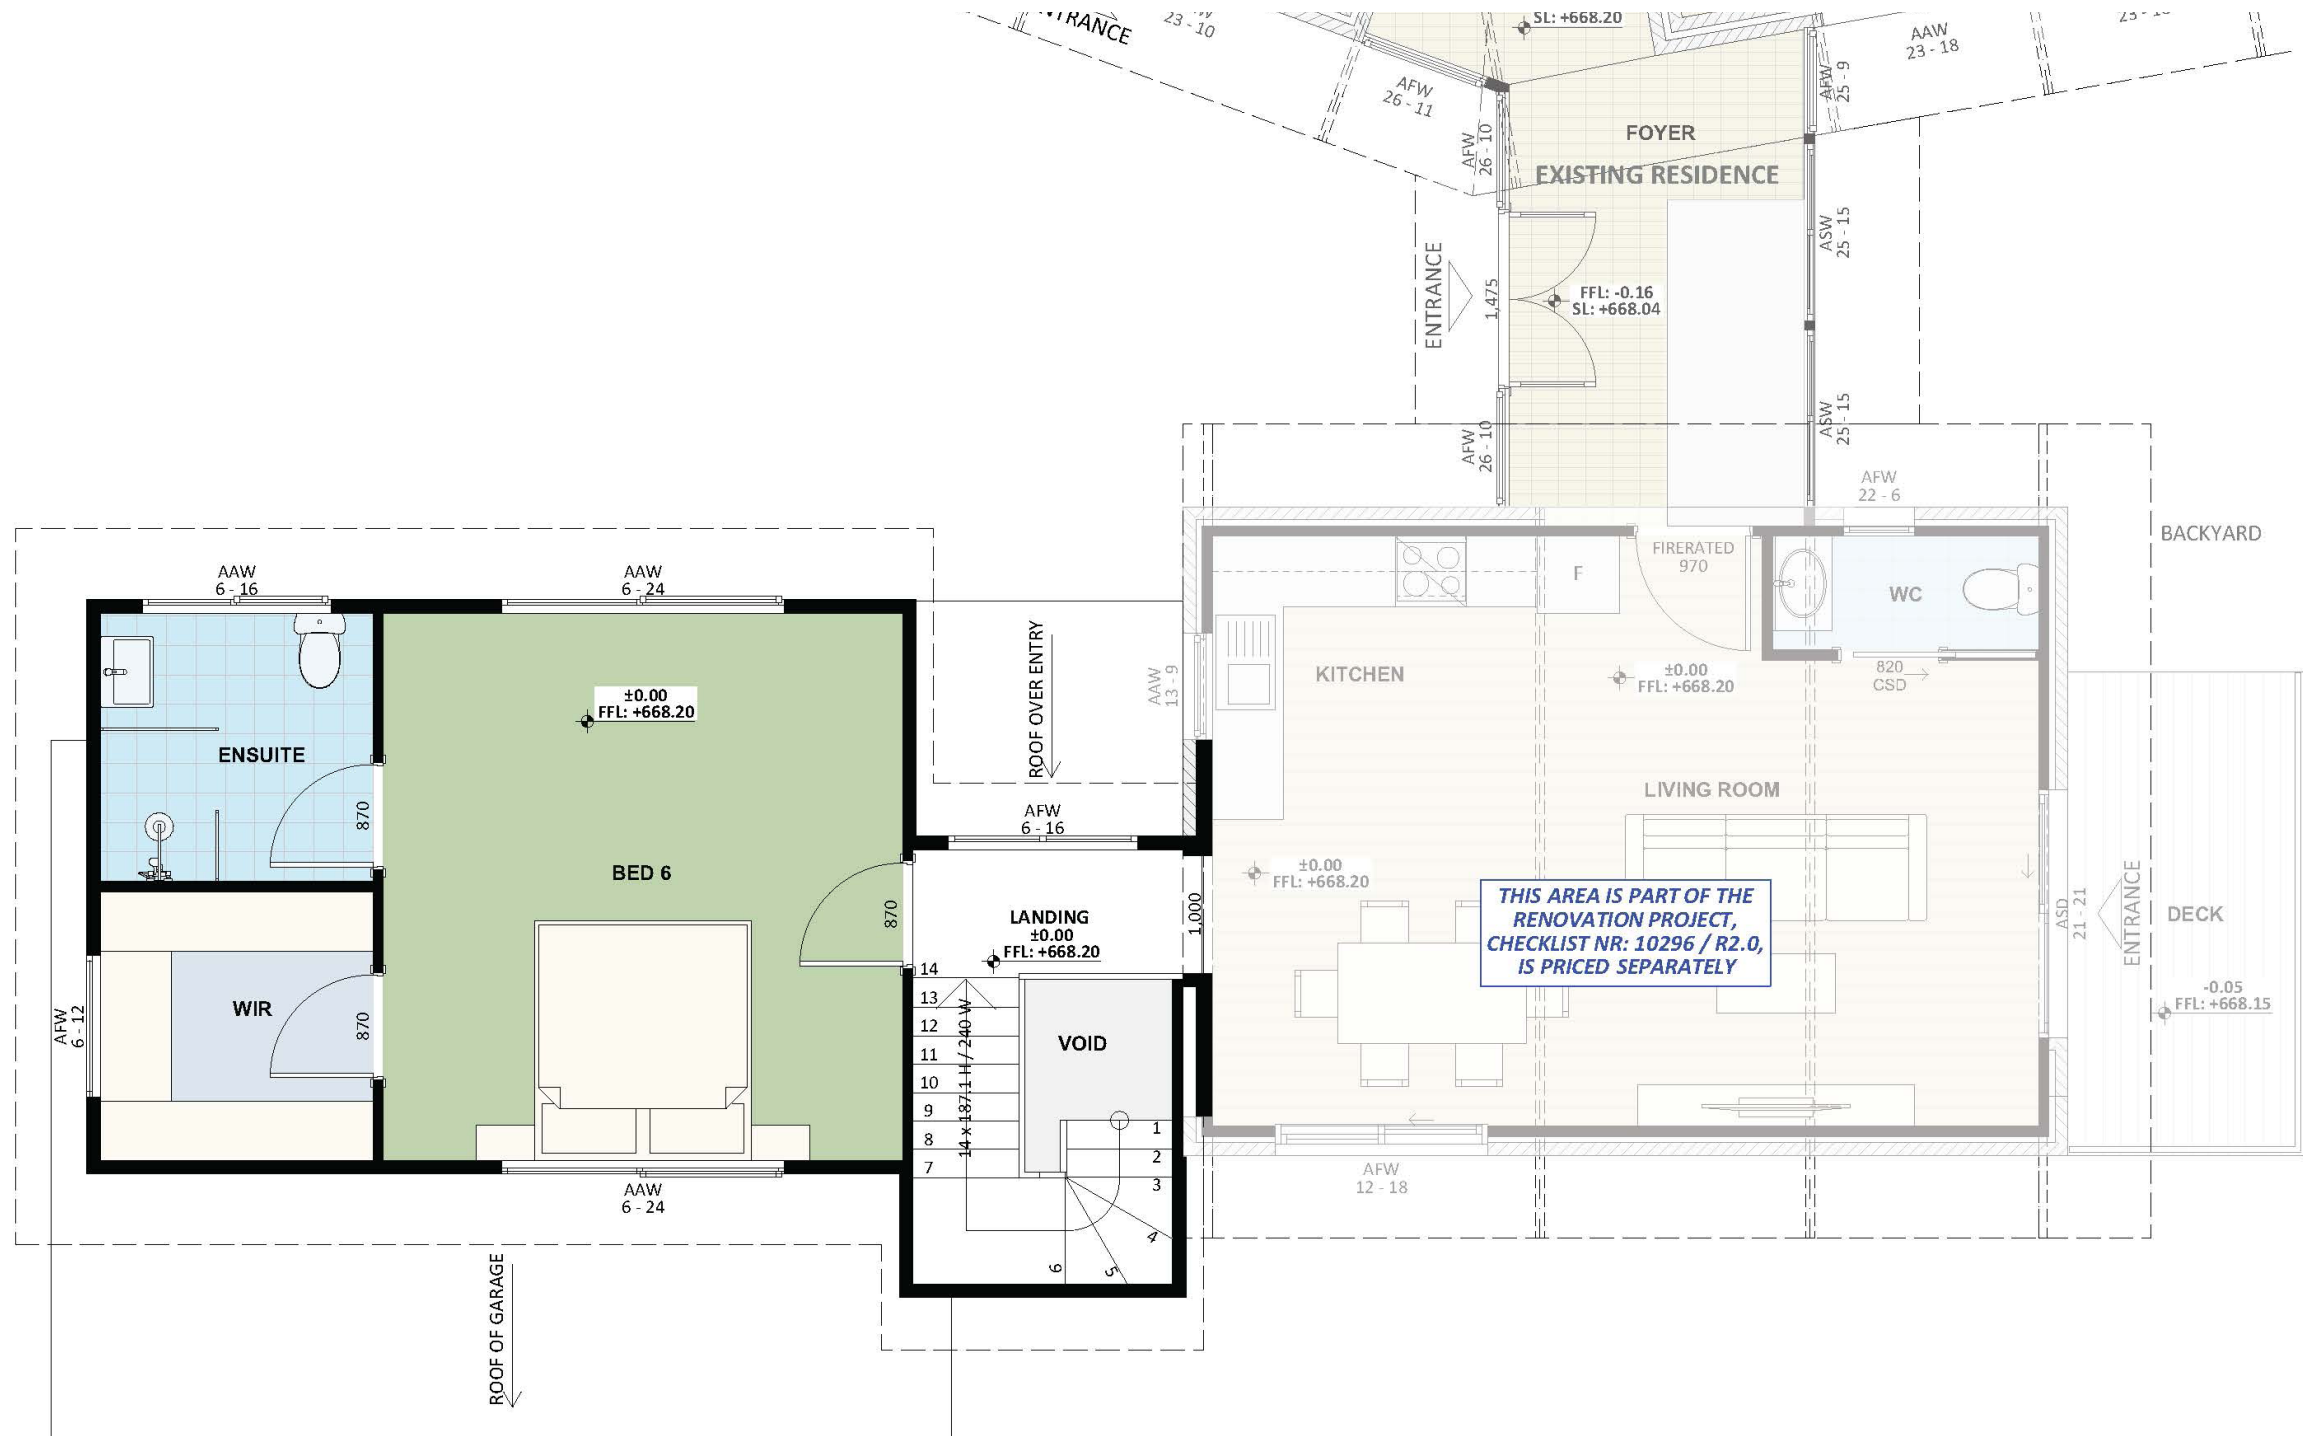 SL: +668.20
ENTRANCE
23 - 10
AAW
23 - 18
AFW
26 - 11
AFW
26 - 10
AFW
25 - 9
FOYER
EXISTING RESIDENCE
ASW
25 - 15
ENTRANCE
1,475
FFL: -0.16
SL: +668.04
AFW
26 - 10
ASW
25 - 15
AFW
22 - 6
BACKYARD
AAW
6 - 16
AAW
6 - 24
ROOF OVER ENTRY
FIRERATED
970
F
WC
KITCHEN
AAW
13 - 9
±0.00
FFL: +668.20
820
CSD
±0.00
FFL: +668.20
ENSUITE
870
LIVING ROOM
AFW
6 - 16
BED 6
870
±0.00
FFL: +668.20
1,000
LANDING
±0.00
FFL: +668.20
THIS AREA IS PART OF THE
RENOVATION PROJECT,
CHECKLIST NR: 10296 / R2.0,
IS PRICED SEPARATELY
ASD
21 - 21
ENTRANCE
DECK
-0.05
FFL: +668.15
AFW
6 - 12
WIR
870
14
13
12
11
10
9
8
7
14 x 187.1 H / 240 W
VOID
1
2
3
4
5
6
AAW
6 - 24
AFW
12 - 18
ROOF OF GARAGE